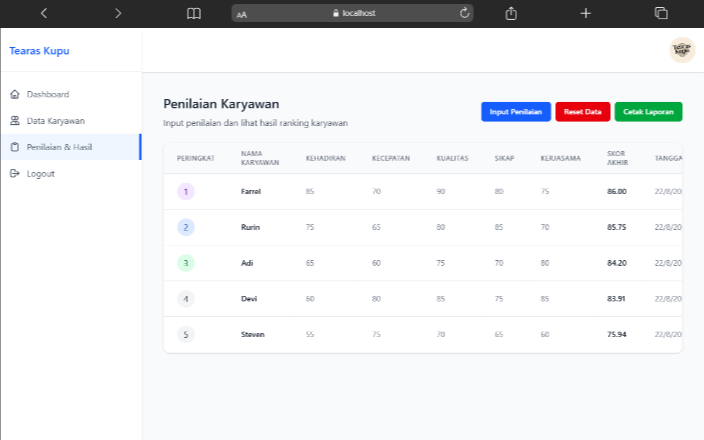 AA localhost
Tearas Kupu
Tearas Kupu
Dashboard
Data Karyawan
Penilaian & Hasil
Logout
Penilaian Karyawan
Input penilaian dan lihat hasil ranking karyawan
Input Penilaian Reset Data Cetak Laporan
PERINGKAT NAMA KARYAWAN KEHADIRAN KECEPATAN KUALITAS SIKAP KERJASAMA SKOR AKHIR TANGGA
1 Farrel 85 70 90 80 75 86.00 22/8/20
2 Rurin 75 65 80 85 70 85.75 22/8/20
3 Adi 65 60 75 70 80 84.20 22/8/20
4 Devi 60 80 85 75 85 83.91 22/8/20
5 Steven 55 75 70 65 60 75.94 22/8/20